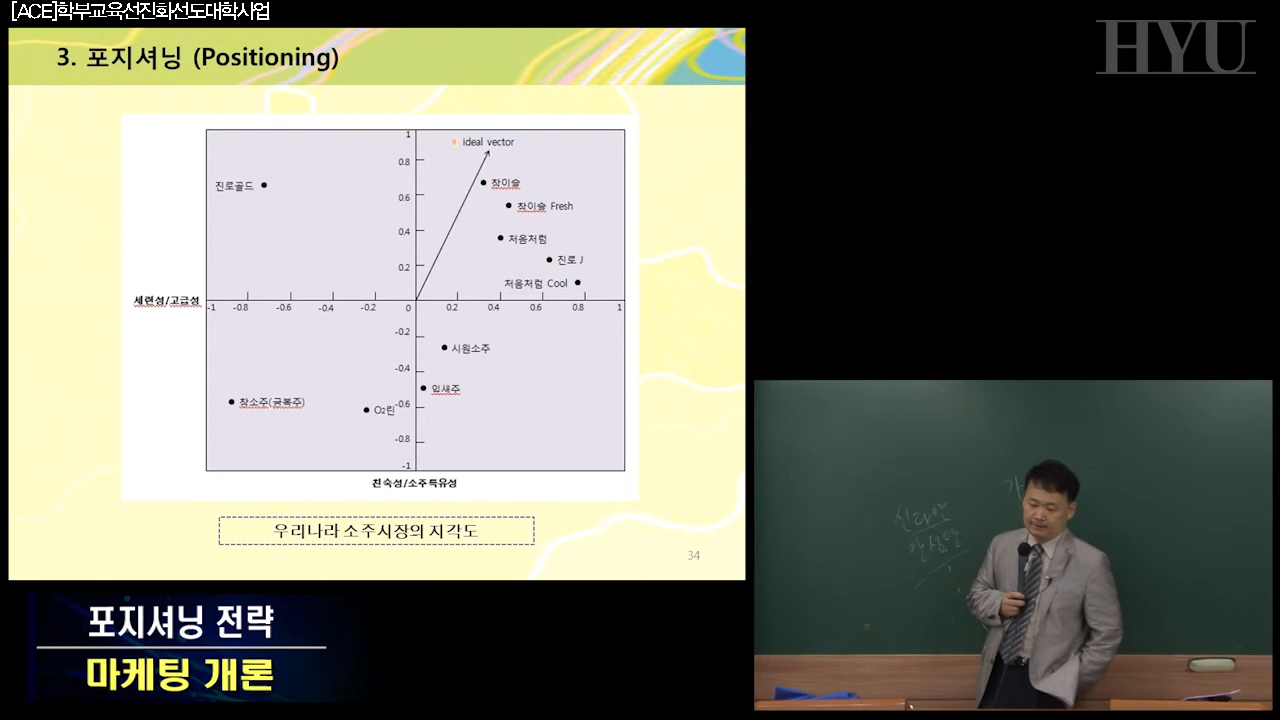 [ACE]학부교육선진화선도대학사업
HYU
3. 포지셔닝 (Positioning)
ideal vector
진로골드
참이슬
참이슬 Fresh
처음처럼
진로 J
처음처럼 Cool
시원소주
잎새주
참소주(금복주)
O2린
1
0.8
0.6
0.4
0.2
-0.2
-0.4
-0.6
-0.8
-1
세련성/고급성
-1 -0.8 -0.6 -0.4 -0.2 0 0.2 0.4 0.6 0.8 1
친숙성/소주특유성
우리나라 소주시장의 지각도
34
포지셔닝 전략
마케팅 개론
신라면